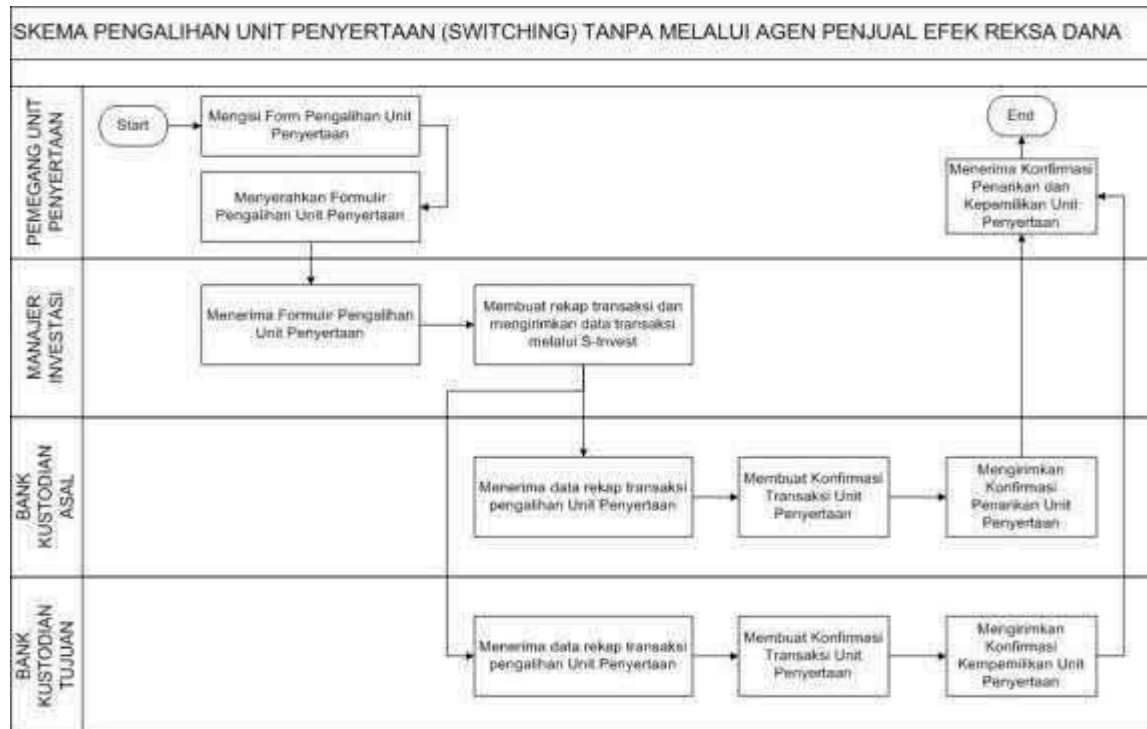 SKEMA PENGALIHAN UNIT PENYERTAAN (SWITCHING) TANPA MELALUI AGEN PENJUAL EFEK REKSA DANA
PEMEGANG UNIT
PENYERTAAN
Start
Mengisi Form Pengalihan Unit
Penyertaan
Menyerahkan Formulir
Pengalihan Unit Penyertaan
End
Menerima Konfirmasi
Penarikan dan
Kepemilikan Unit
Penyertaan
MANAJER
INVESTASI
Menerima Formulir Pengalihan
Unit Penyertaan
Membuat rekap transaksi dan
mengirimkan data transaksi
melalui S-Invest
BANK
KUSTODIAN
ASAL
Menerima data rekap transaksi
pengalihan Unit Penyertaan
Membuat Konfirmasi
Transaksi Unit
Penyertaan
Mengirimkan
Konfirmasi
Penarikan Unit
Penyertaan
BANK
KUSTODIAN
TUJUAN
Menerima data rekap transaksi
pengalihan Unit Penyertaan
Membuat Konfirmasi
Transaksi Unit
Penyertaan
Mengirimkan
Konfirmasi
Kempemilikan Unit
Penyertaan